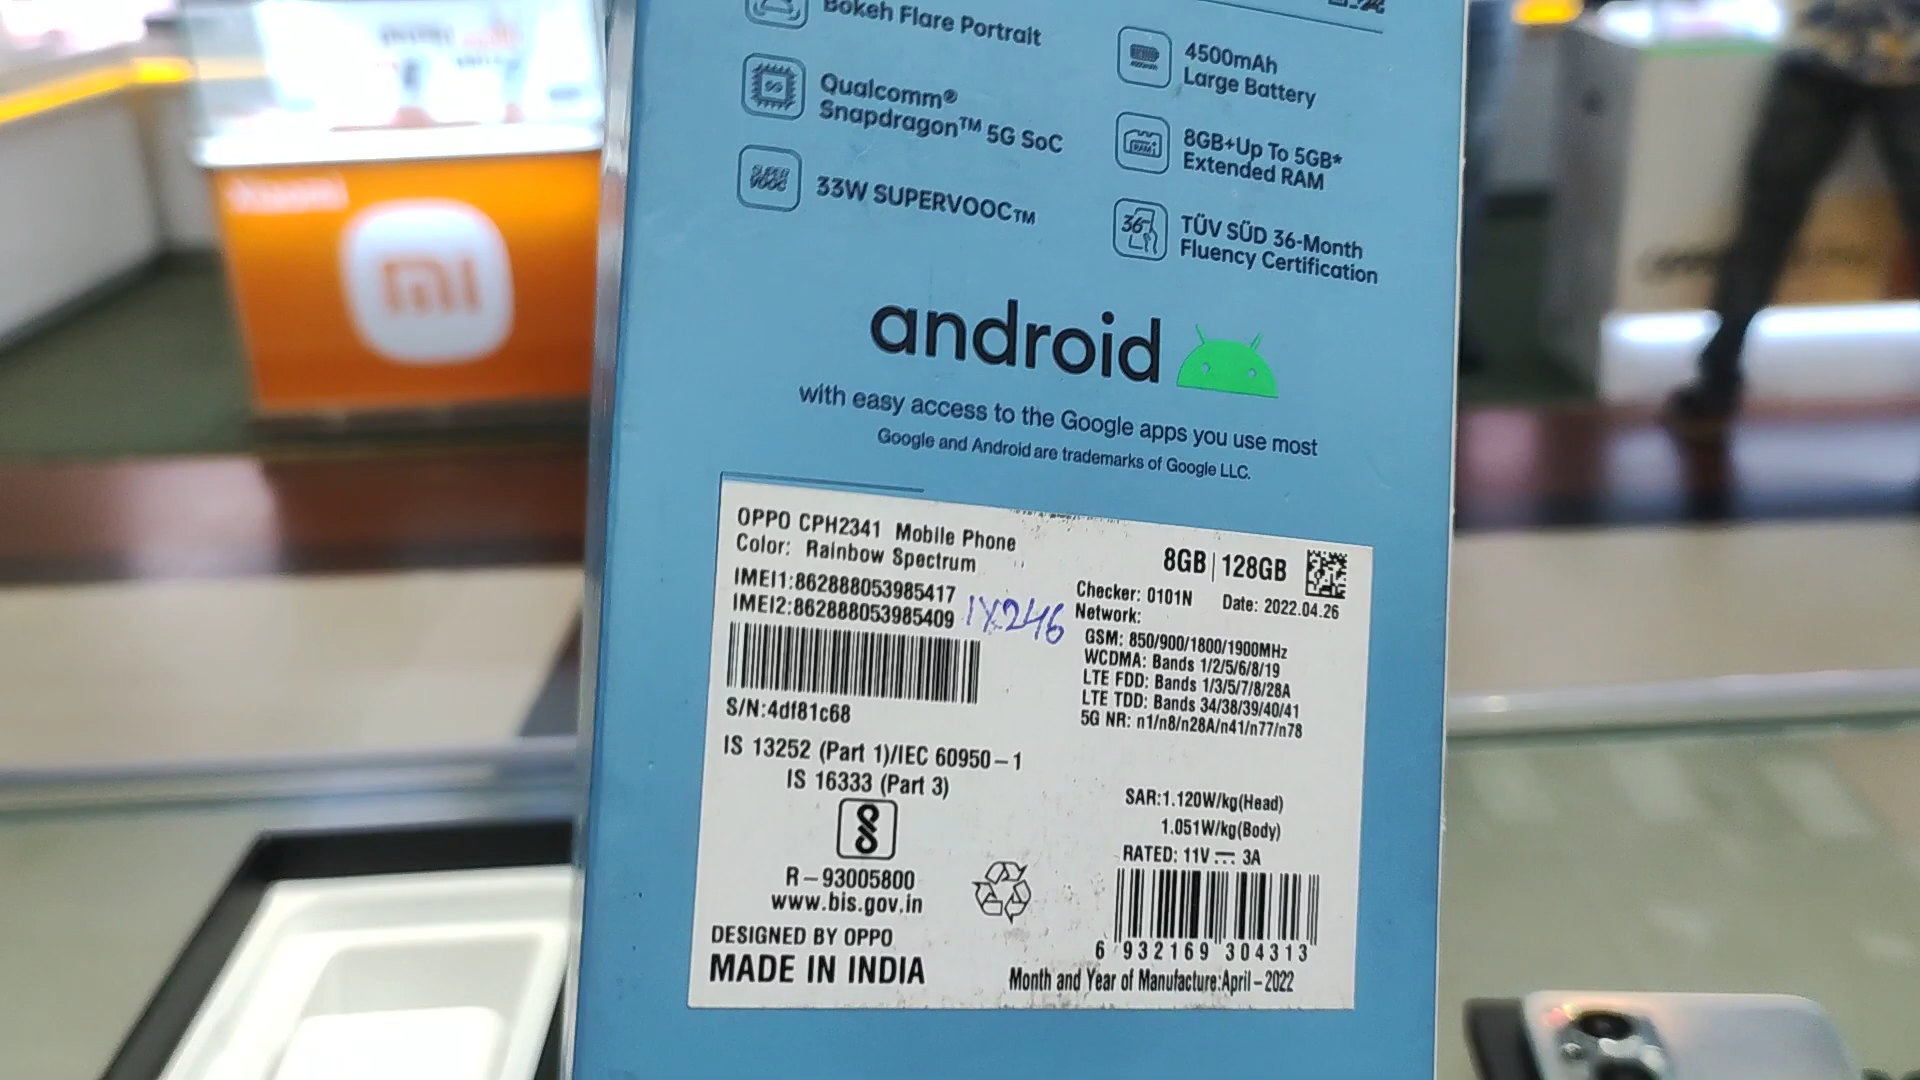 Bokeh Flare Portrait
Qualcomm®
Snapdragon™ 5G SoC
SUPER
VOOC
33W SUPERVOOC™
4500mAh
Large Battery
RAM+
8GB+Up To 5GB*
Extended RAM
36
TÜV SÜD 36-Month
Fluency Certification
android
with easy access to the Google apps you use most
Google and Android are trademarks of Google LLC.
OPPO CPH2341 Mobile Phone
Color: Rainbow Spectrum
IMEI1:862888053985417
IMEI2:862888053985409
1X246
S/N:4df81c68
IS 13252 (Part 1)/IEC 60950-1
IS 16333 (Part 3)
R-93005800
www.bis.gov.in
DESIGNED BY OPPO
MADE IN INDIA
8GB | 128GB
Checker: 0101N Date: 2022.04.26
Network:
GSM: 850/900/1800/1900MHz
WCDMA: Bands 1/2/5/6/8/19
LTE FDD: Bands 1/3/5/7/8/28A
LTE TDD: Bands 34/38/39/40/41
5G NR: n1/n8/n28A/n41/n77/n78
SAR:1.120W/kg(Head)
1.051W/kg(Body)
RATED: 11V⎓ 3A
6 932169 304313
Month and Year of Manufacture:April-2022
xiaomi
mi